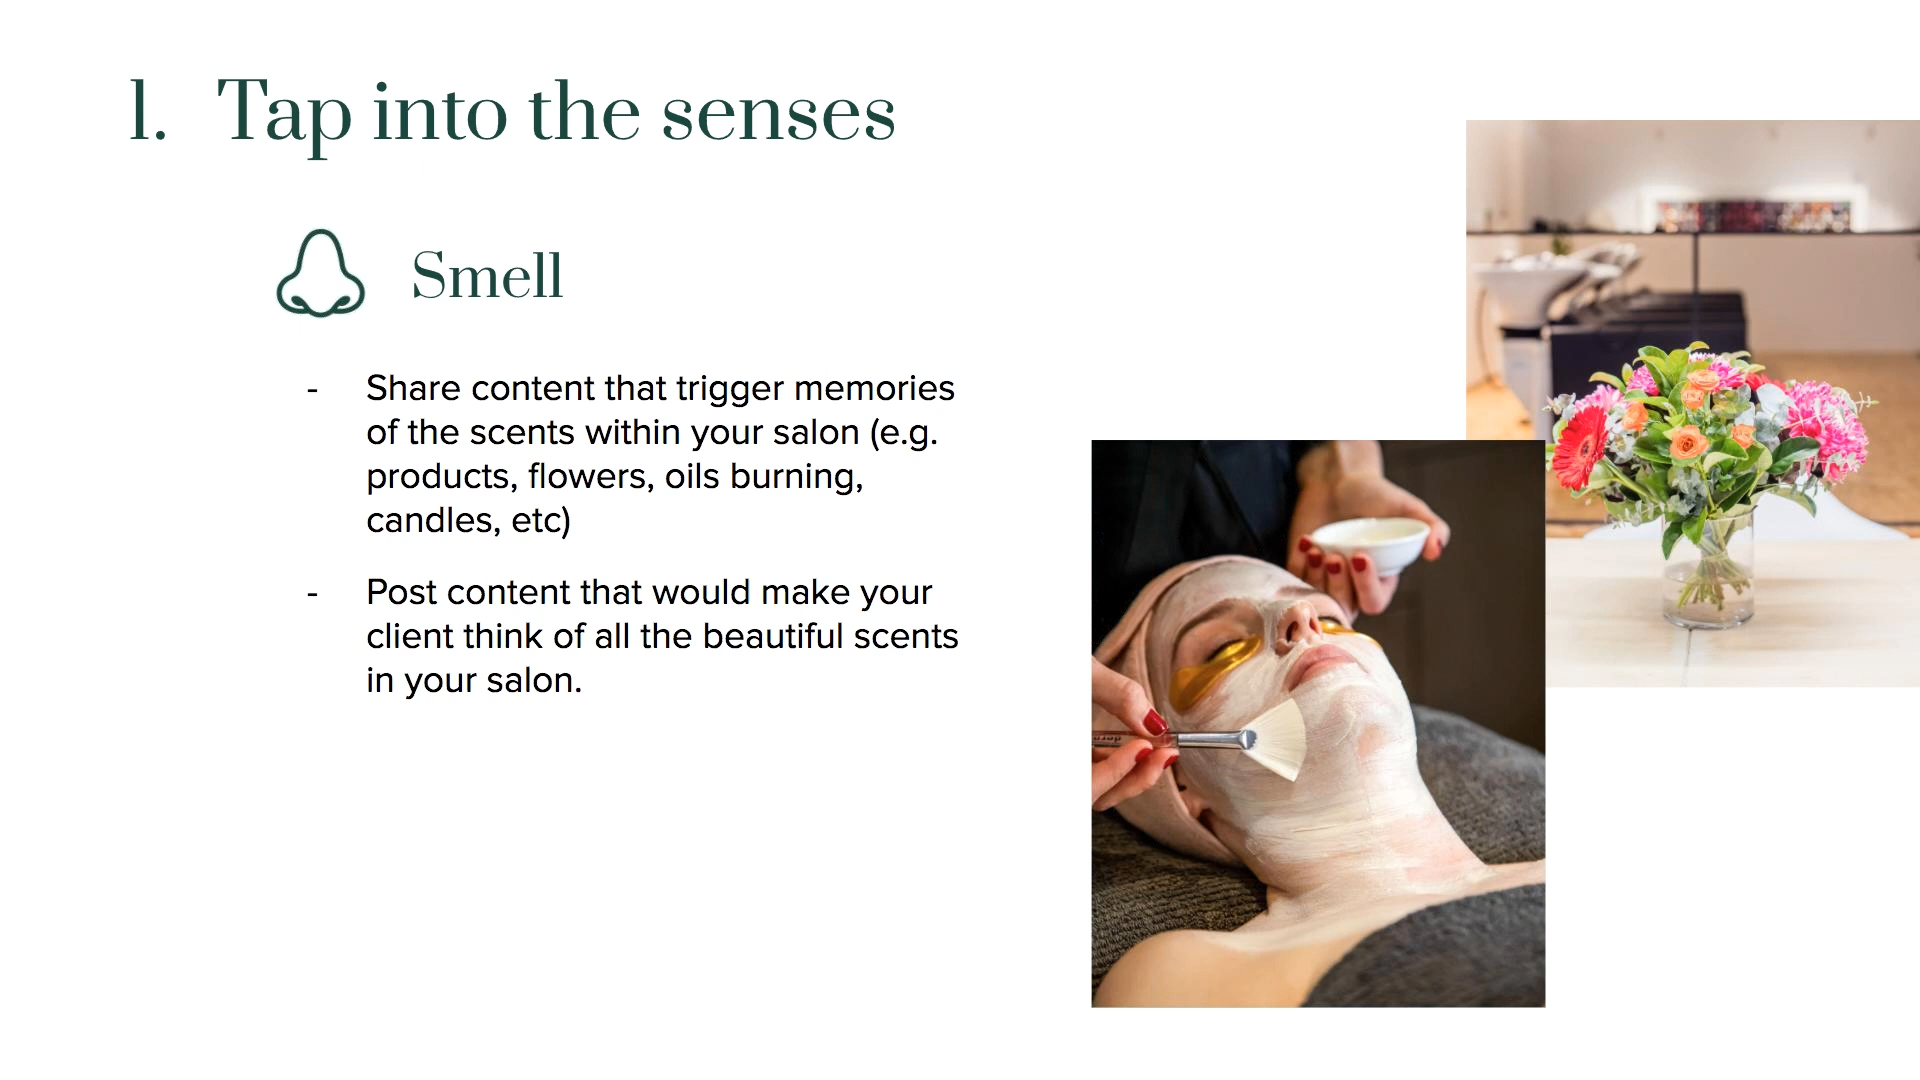 1. Tap into the senses
Smell
- Share content that trigger memories
of the scents within your salon (e.g.
products, flowers, oils burning,
candles, etc)
- Post content that would make your
client think of all the beautiful scents
in your salon.